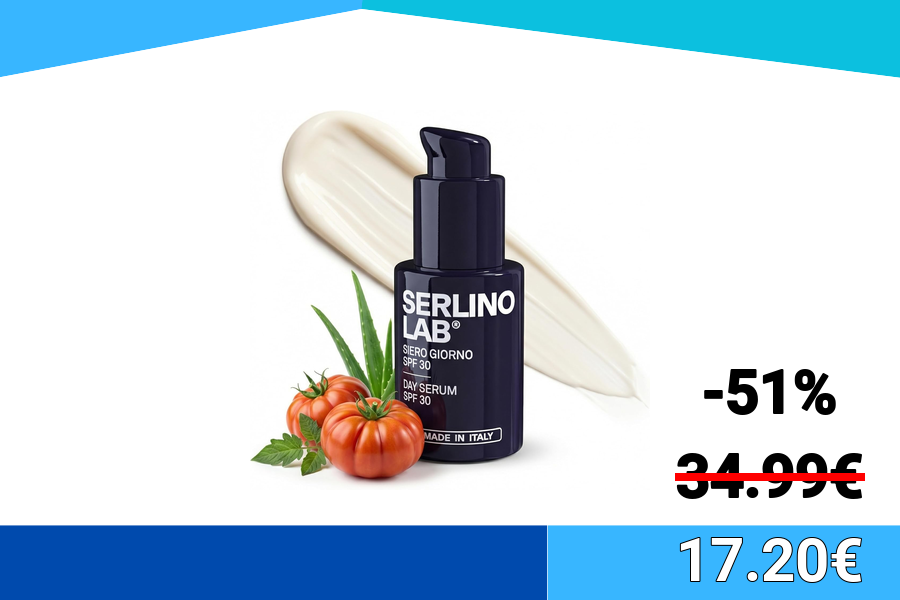 SERLINO
LAB®
SIERO GIORNO
SPF 30
DAY SERUM
SPF 30
MADE IN ITALY
-51%
34.99€
17.20€